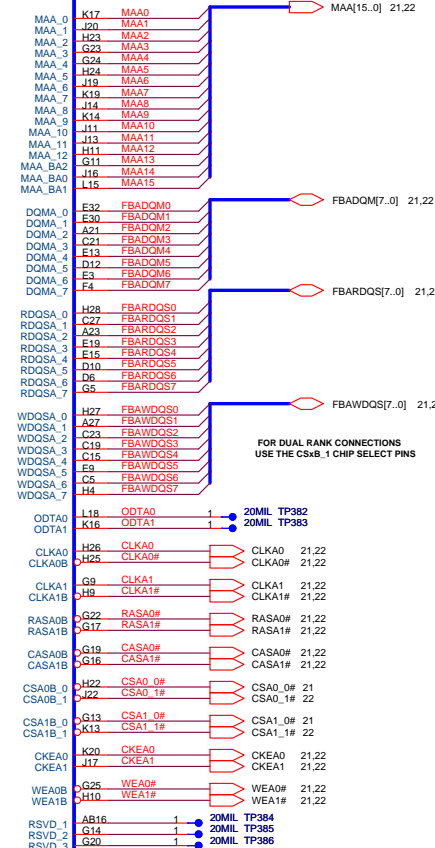 MAA_0 K17 MAA0 MAA[15..0] 21,22
MAA_1 J20 MAA1
MAA_2 H23 MAA2
MAA_3 G23 MAA3
MAA_4 G24 MAA4
MAA_5 H24 MAA5
MAA_6 J19 MAA6
MAA_7 K19 MAA7
MAA_8 J14 MAA8
MAA_9 K14 MAA9
MAA_10 J11 MAA10
MAA_11 J13 MAA11
MAA_12 H11 MAA12
MAA_BA2 G11 MAA13
MAA_BA0 J16 MAA14
MAA_BA1 L15 MAA15
FBADQM[7..0] 21,22
DQMA_0 E32 FBADQM0
DQMA_1 E30 FBADQM1
DQMA_2 A21 FBADQM2
DQMA_3 C21 FBADQM3
DQMA_4 E13 FBADQM4
DQMA_5 D12 FBADQM5
DQMA_6 E3 FBADQM6
DQMA_7 F4 FBADQM7
FBARDQS[7..0] 21,2
RDQSA_0 H28 FBARDQS0
RDQSA_1 C27 FBARDQS1
RDQSA_2 A23 FBARDQS2
RDQSA_3 E19 FBARDQS3
RDQSA_4 E15 FBARDQS4
RDQSA_5 D10 FBARDQS5
RDQSA_6 D6 FBARDQS6
RDQSA_7 G5 FBARDQS7
FBAWDQS[7..0] 21,2
WDQSA_0 H27 FBAWDQS0
WDQSA_1 A27 FBAWDQS1
WDQSA_2 C23 FBAWDQS2
WDQSA_3 C19 FBAWDQS3
WDQSA_4 C15 FBAWDQS4
WDQSA_5 E9 FBAWDQS5
WDQSA_6 C5 FBAWDQS6
WDQSA_7 H4 FBAWDQS7
FOR DUAL RANK CONNECTIONS
USE THE CSxB_1 CHIP SELECT PINS
ODTA0 L18 ODTA0 1 20MIL TP382
ODTA1 K16 ODTA1 1 20MIL TP383
CLKA0 H26 CLKA0 CLKA0 21,22
CLKA0B H25 CLKA0# CLKA0# 21,22
CLKA1 G9 CLKA1 CLKA1 21,22
CLKA1B H9 CLKA1# CLKA1# 21,22
RASA0B G22 RASA0# RASA0# 21,22
RASA1B G17 RASA1# RASA1# 21,22
CASA0B G19 CASA0# CASA0# 21,22
CASA1B G16 CASA1# CASA1# 21,22
CSA0B_0 H22 CSA0_0# CSA0_0# 21
CSA0B_1 J22 CSA0_1# CSA0_1# 22
CSA1B_0 G13 CSA1_0# CSA1_0# 21
CSA1B_1 K13 CSA1_1# CSA1_1# 22
CKEA0 K20 CKEA0 CKEA0 21,22
CKEA1 J17 CKEA1 CKEA1 21,22
WEA0B G25 WEA0# WEA0# 21,22
WEA1B H10 WEA1# WEA1# 21,22
RSVD_1 AB16 1 20MIL TP384
RSVD_2 G14 1 20MIL TP385
RSVD_3 G20 1 20MIL TP386